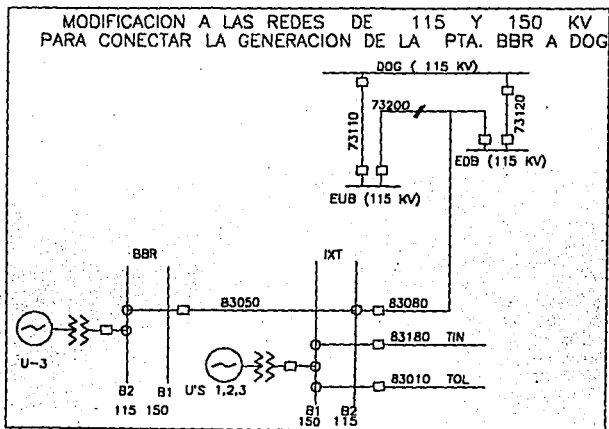 MODIFICACION A LAS REDES DE 115 Y 150 KV
PARA CONECTAR LA GENERACION DE LA PTA. BBR A DOG
DOG ( 115 KV)
73110
73200
73120
EDB (115 KV)
EUB (115 KV)
BBR
IXT
83050
83080
83180 TIN
83010 TOL
U-3
U'S 1,2,3
B2 B1
115 150
B1 B2
150 115